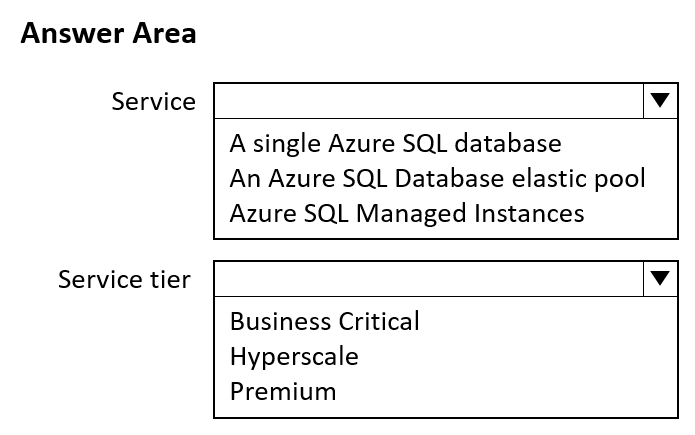 Answer Area
Service
A single Azure SQL database
An Azure SQL Database elastic pool
Azure SQL Managed Instances
Service tier
Business Critical
Hyperscale
Premium